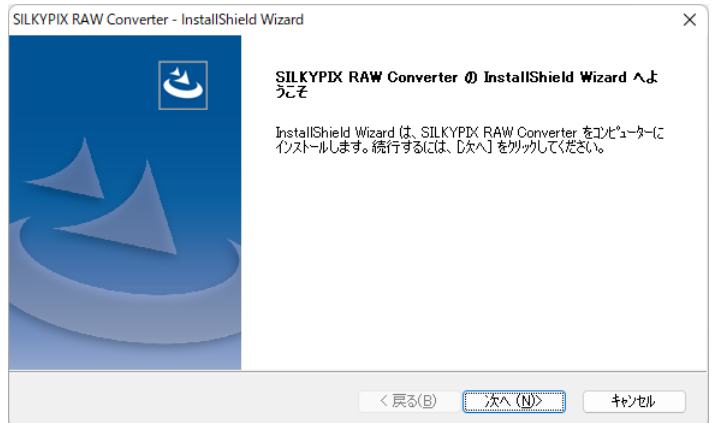 SILKYPIX RAW Converter - InstallShield Wizard
SILKYPIX RAW Converter の InstallShield Wizard へよ
うこそ
InstallShield Wizard は、SILKYPIX RAW Converter をコンピューターに
インストールします。続行するには、[次へ] をクリックしてください。
< 戻る(B) 次へ (N)> キャンセル